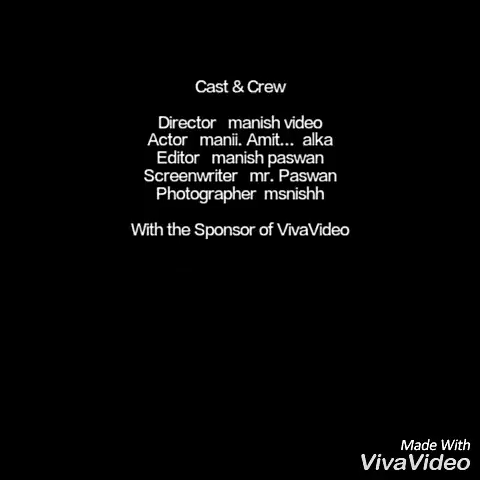 Cast & Crew
Director manish video
Actor manii. Amit... alka
Editor manish paswan
Screenwriter mr. Paswan
Photographer msnishh
With the Sponsor of VivaVideo
Made With
VivaVideo